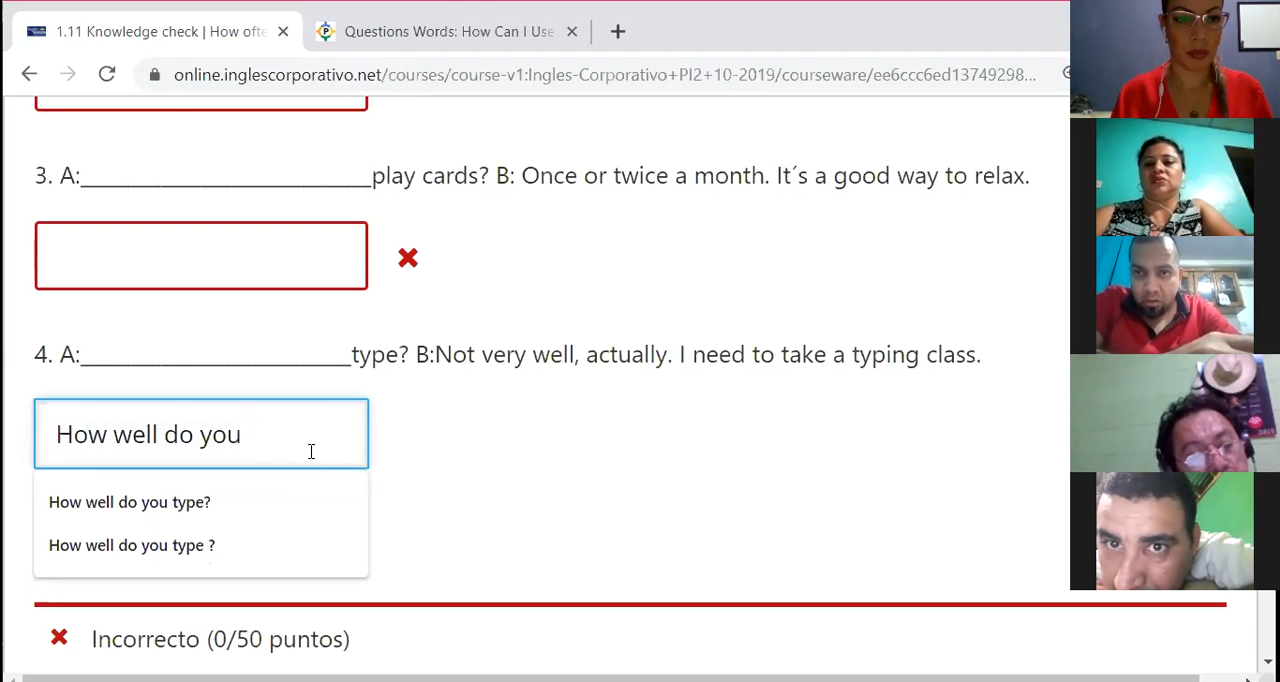 1.11 Knowledge check | How ofte
Questions Words: How Can I Use
online.inglescorporativo.net/courses/course-v1:Ingles-Corporativo+PI2+10-2019/courseware/ee6ccc6ed13749298...
3. A:__________________________play cards? B: Once or twice a month. It´s a good way to relax.
4. A:________________________type? B:Not very well, actually. I need to take a typing class.
How well do you
How well do you type?
How well do you type ?
Incorrecto (0/50 puntos)